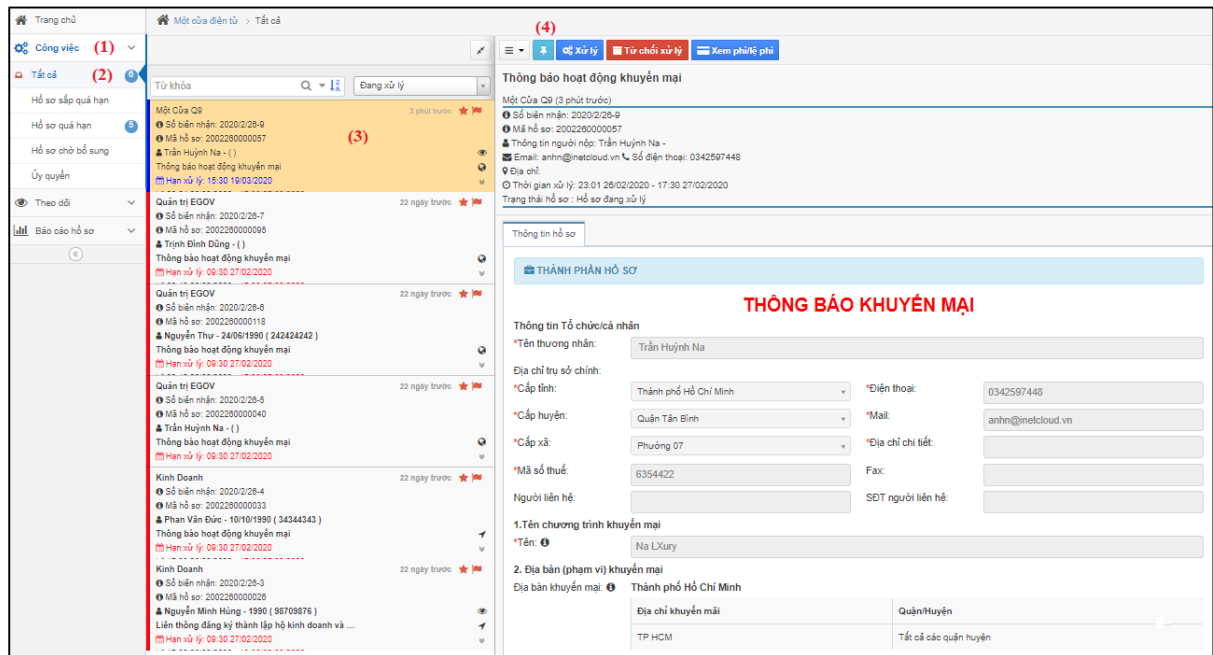 Trang chủ
Công việc (1)
Tất cả (2) 6
Hồ sơ sắp quá hạn
Hồ sơ quá hạn 5
Hồ sơ chờ bổ sung
Ủy quyền
Theo dõi
Báo cáo hồ sơ
Một cửa điện tử > Tất cả
Từ khóa
Đang xử lý
Một Cửa Q9 3 phút trước
Số biên nhận: 2020/2/26-9
Mã hồ sơ: 2002260000057
(3)
Trần Huỳnh Na - ( )
Thông báo hoạt động khuyến mại
Hạn xử lý: 15:30 19/03/2020
Quản trị EGOV 22 ngày trước
Số biên nhận: 2020/2/26-7
Mã hồ sơ: 2002260000095
Trịnh Đình Dũng - ( )
Thông báo hoạt động khuyến mại
Hạn xử lý: 09:30 27/02/2020
Quản trị EGOV 22 ngày trước
Số biên nhận: 2020/2/26-6
Mã hồ sơ: 2002260000118
Nguyễn Thư - 24/06/1990 ( 242424242 )
Thông báo hoạt động khuyến mại
Hạn xử lý: 09:30 27/02/2020
Quản trị EGOV 22 ngày trước
Số biên nhận: 2020/2/26-5
Mã hồ sơ: 2002260000040
Trần Huỳnh Na - ( )
Thông báo hoạt động khuyến mại
Hạn xử lý: 09:30 27/02/2020
Kinh Doanh 22 ngày trước
Số biên nhận: 2020/2/26-4
Mã hồ sơ: 2002260000033
Phan Văn Đức - 10/10/1990 ( 34344343 )
Thông báo hoạt động khuyến mại
Hạn xử lý: 09:30 27/02/2020
Kinh Doanh 22 ngày trước
Số biên nhận: 2020/2/26-3
Mã hồ sơ: 2002260000026
Nguyễn Minh Hùng - 1990 ( 98709876 )
Liên thông đăng ký thành lập hộ kinh doanh và ...
Hạn xử lý: 09:30 27/02/2020
(4)
Xử lý Từ chối xử lý Xem phí/lệ phí
Thông báo hoạt động khuyến mại
Một Cửa Q9 (3 phút trước)
Số biên nhận: 2020/2/26-9
Mã hồ sơ: 2002260000057
Thông tin người nộp: Trần Huỳnh Na -
Email: anhn@inetcloud.vn Số điện thoại: 0342597448
Địa chỉ:
Thời gian xử lý: 23:01 26/02/2020 - 17:30 27/02/2020
Trạng thái hồ sơ : Hồ sơ đang xử lý
Thông tin hồ sơ
THÀNH PHẦN HỒ SƠ
THÔNG BÁO KHUYẾN MẠI
Thông tin Tổ chức/cá nhân
*Tên thương nhân: Trần Huỳnh Na
Địa chỉ trụ sở chính:
*Cấp tỉnh: Thành phố Hồ Chí Minh *Điện thoại: 0342597448
*Cấp huyện: Quận Tân Bình *Mail: anhn@inetcloud.vn
*Cấp xã: Phường 07 *Địa chỉ chi tiết:
*Mã số thuế: 6354422 Fax:
Người liên hệ: SĐT người liên hệ:
1.Tên chương trình khuyến mại
*Tên: Na LXury
2. Địa bàn (phạm vi) khuyến mại
Địa bàn khuyến mại: Thành phố Hồ Chí Minh
Địa chỉ khuyến mãi Quận/Huyện
TP HCM Tất cả các quận huyện